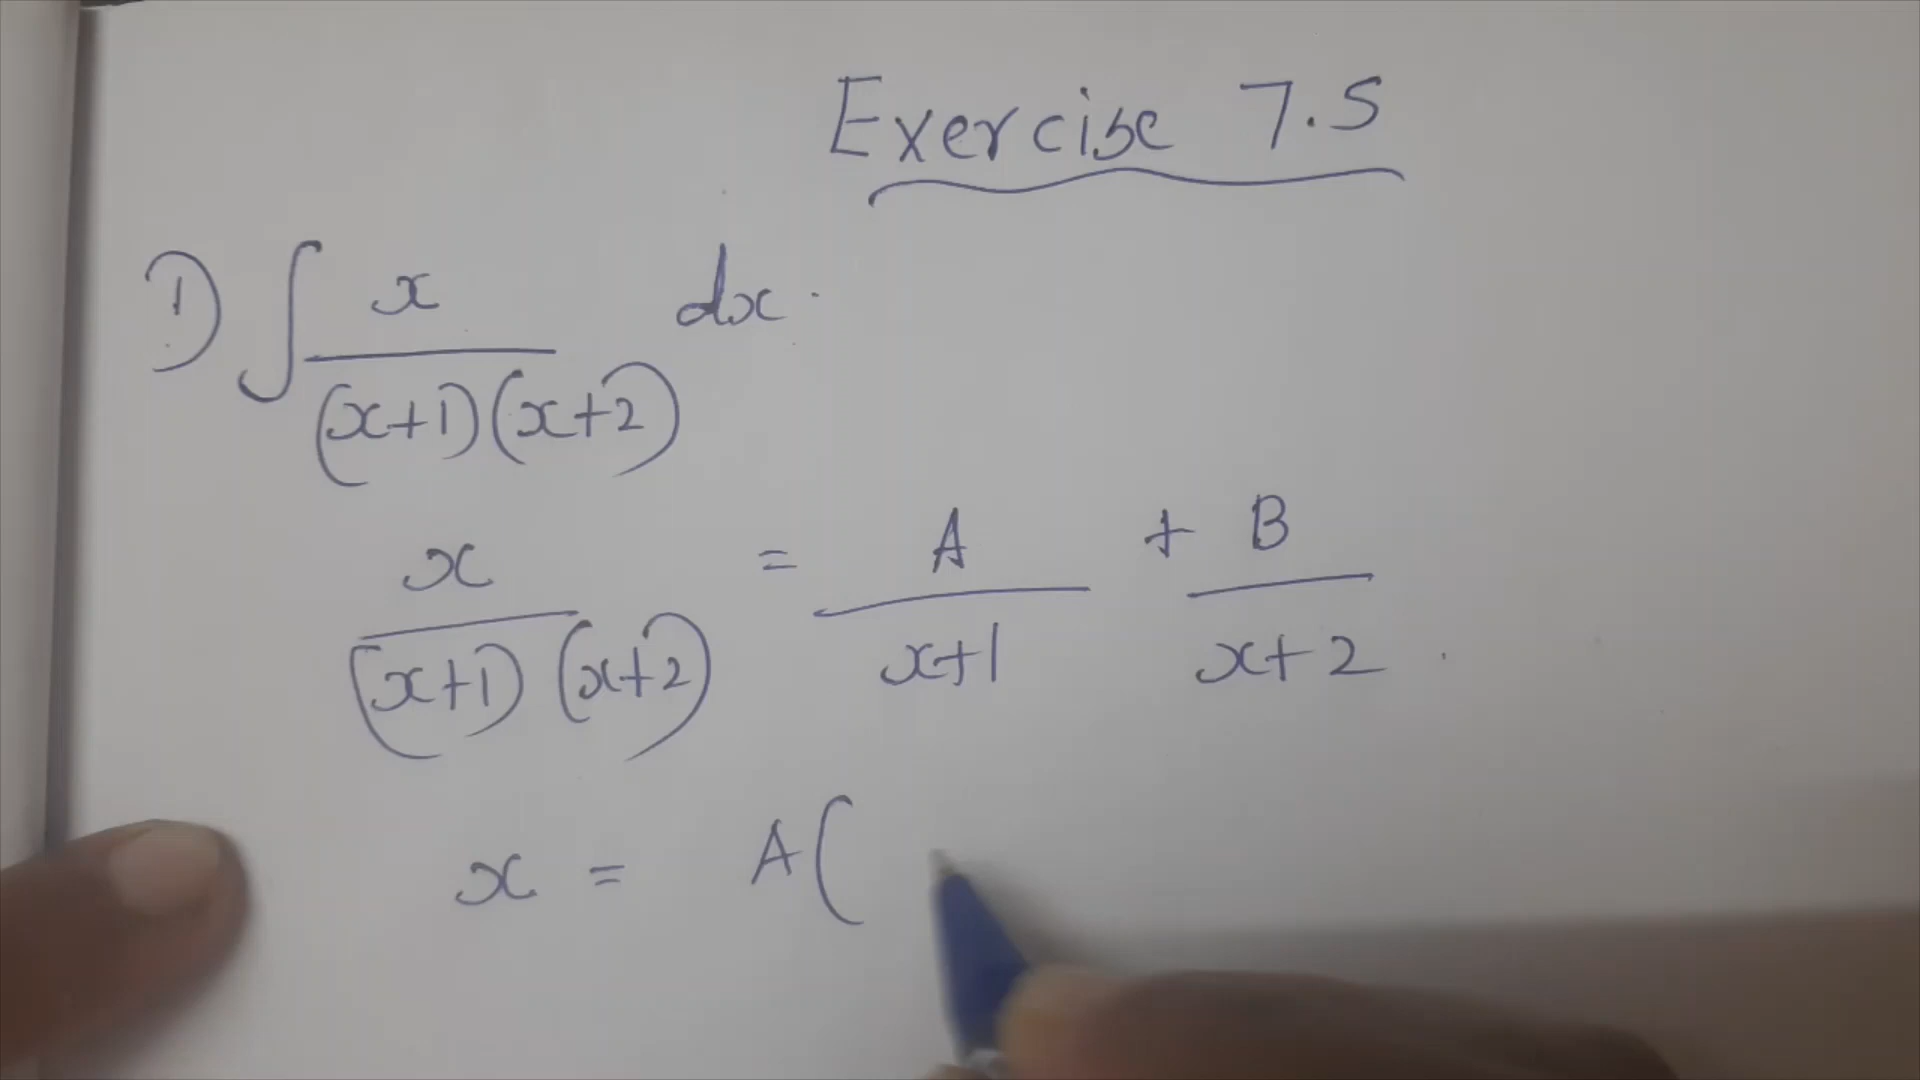 Exercise 7.5
1) ∫ x / (x+1)(x+2) dx.
x / (x+1)(x+2) = A / x+1 + B / x+2.
x = A(